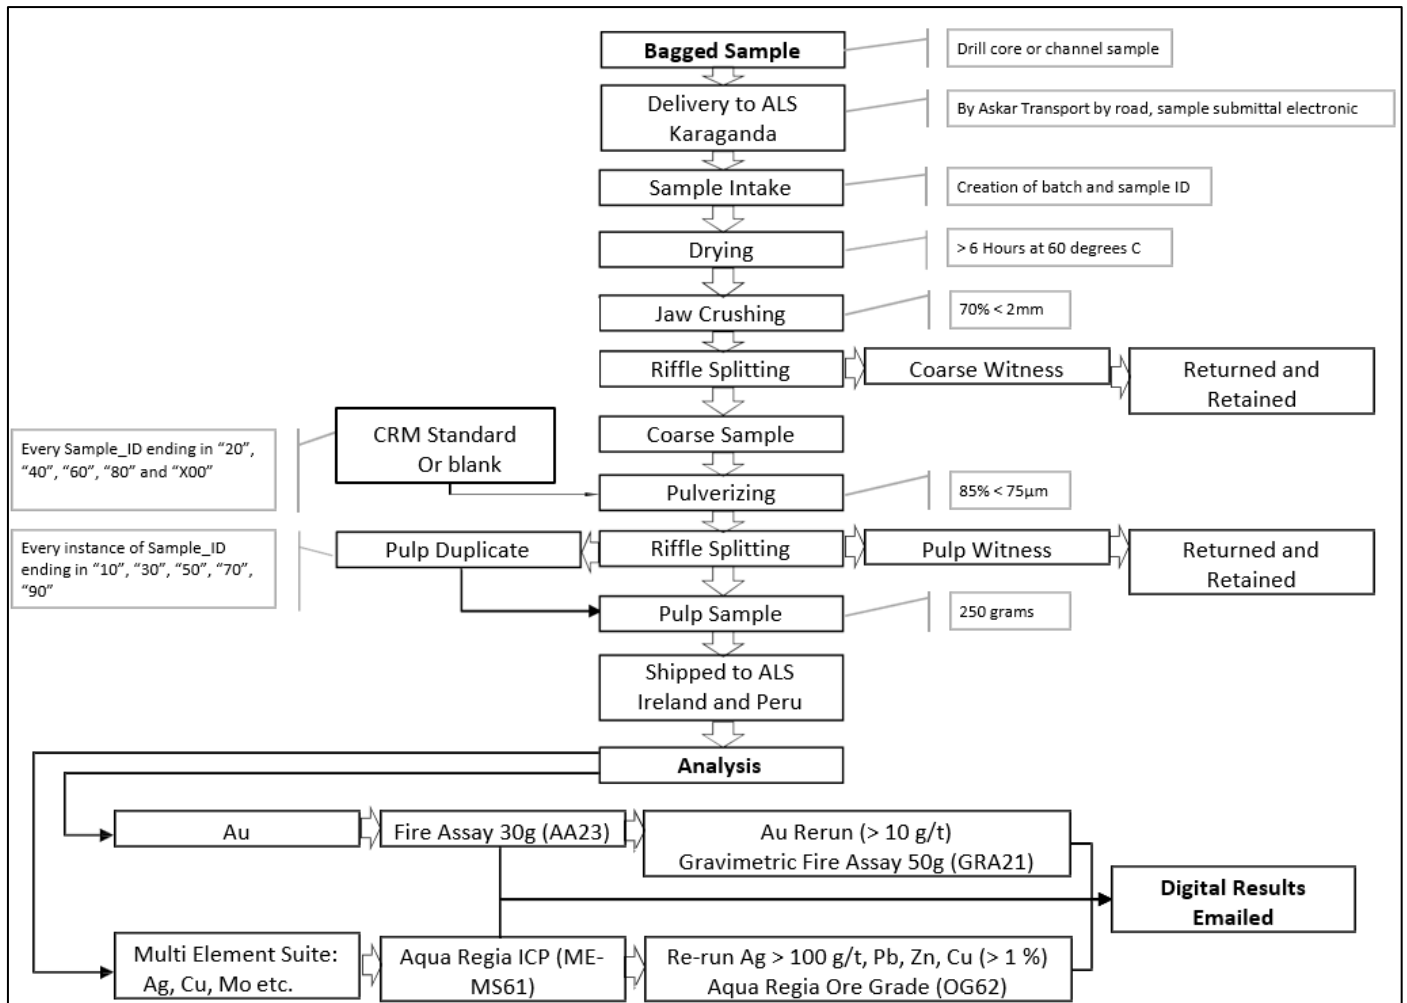 Bagged Sample
Drill core or channel sample
Delivery to ALS
Karaganda
By Askar Transport by road, sample submittal electronic
Sample Intake
Creation of batch and sample ID
Drying
> 6 Hours at 60 degrees C
Jaw Crushing
70% < 2mm
Riffle Splitting
Coarse Witness
Returned and
Retained
CRM Standard
Or blank
Every Sample_ID ending in “20”,
“40”, “60”, “80” and “X00”
Coarse Sample
Pulverizing
85% < 75µm
Every instance of Sample_ID
ending in “10”, “30”, “50”, “70”,
“90”
Pulp Duplicate
Riffle Splitting
Pulp Witness
Returned and
Retained
Pulp Sample
250 grams
Shipped to ALS
Ireland and Peru
Analysis
Au
Fire Assay 30g (AA23)
Au Rerun (> 10 g/t)
Gravimetric Fire Assay 50g (GRA21)
Digital Results
Emailed
Multi Element Suite:
Ag, Cu, Mo etc.
Aqua Regia ICP (ME-
MS61)
Re-run Ag > 100 g/t, Pb, Zn, Cu (> 1 %)
Aqua Regia Ore Grade (OG62)